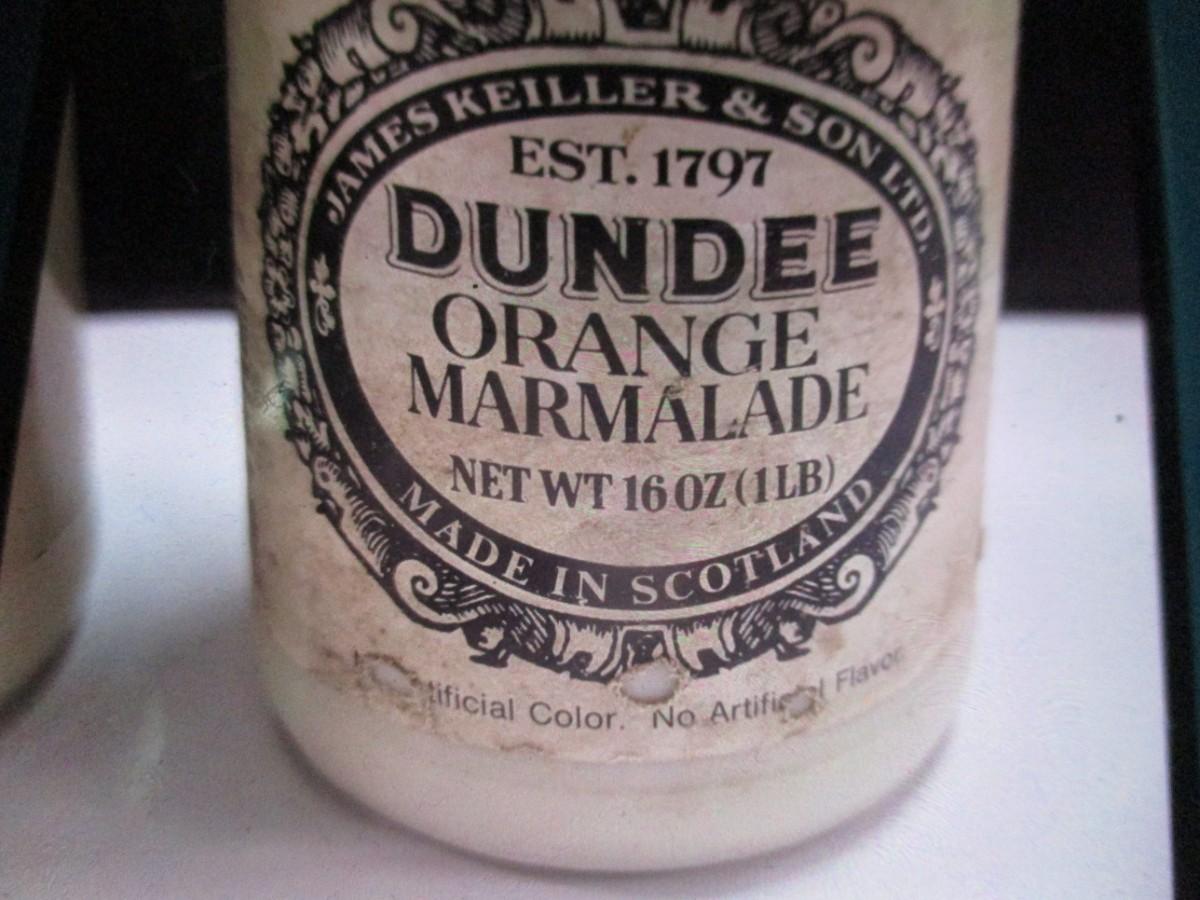 JAMES KEILLER & SON LTD.
EST. 1797
DUNDEE
ORANGE
MARMALADE
NET WT 16 OZ (1 LB)
MADE IN SCOTLAND
Color. No Artificial Flavor